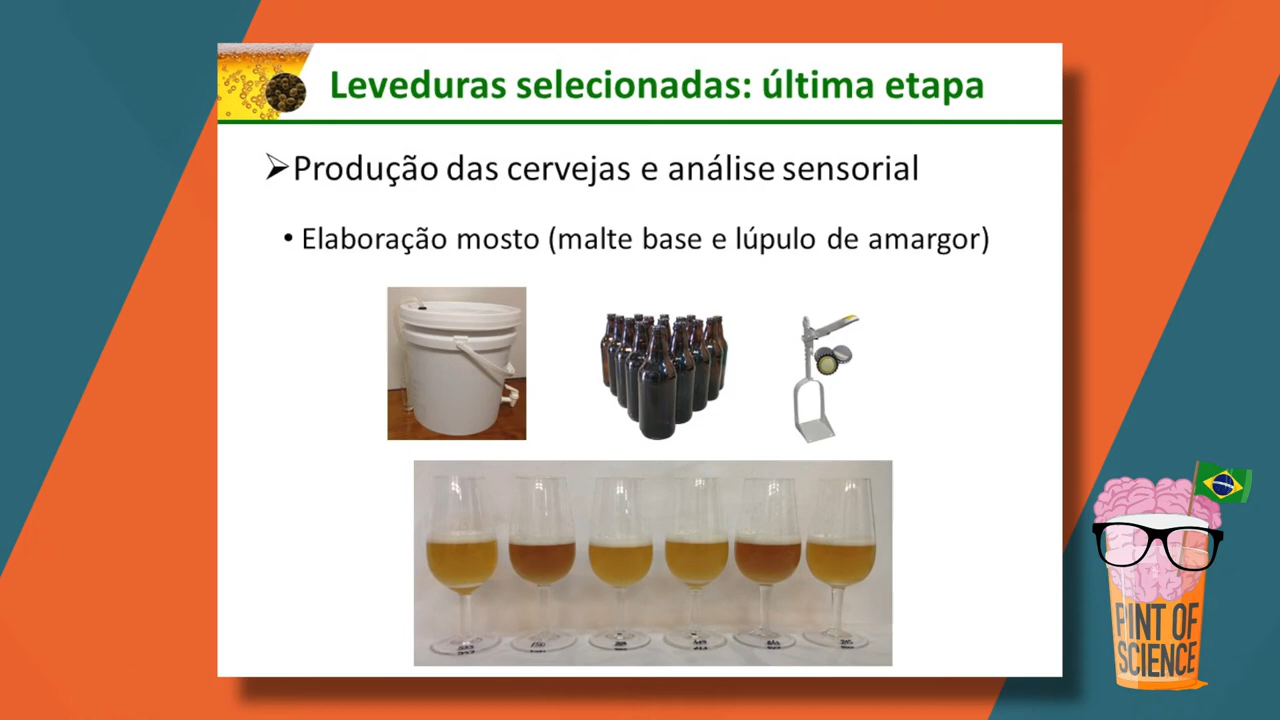 Leveduras selecionadas: última etapa
➢Produção das cervejas e análise sensorial
• Elaboração mosto (malte base e lúpulo de amargor)
PINT OF
SCIENCE